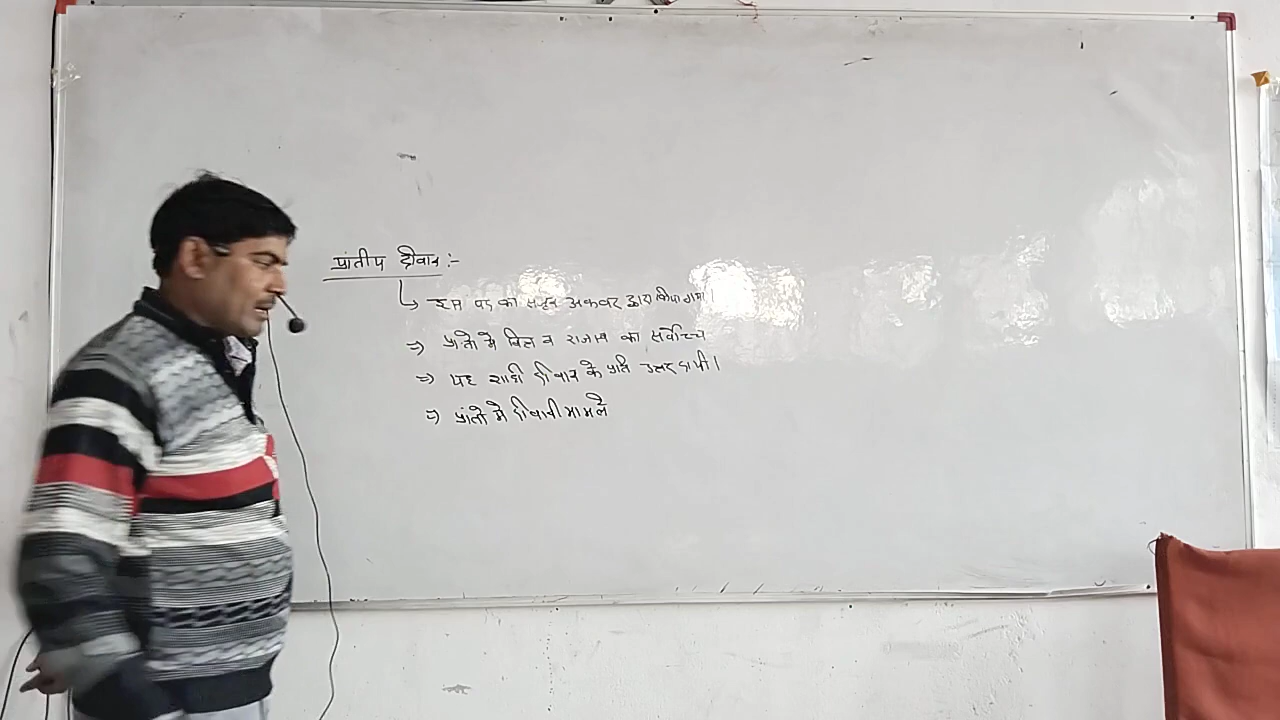 प्रांतीय दीवान :-
इस पद का सृजन अकबर द्वारा किया गया।
प्रांतो मे वित्त व राजस्व का सर्वोच्च
यह शाही दीवान के प्रति उत्तरदायी।
प्रांतो मे दीवानी मामले